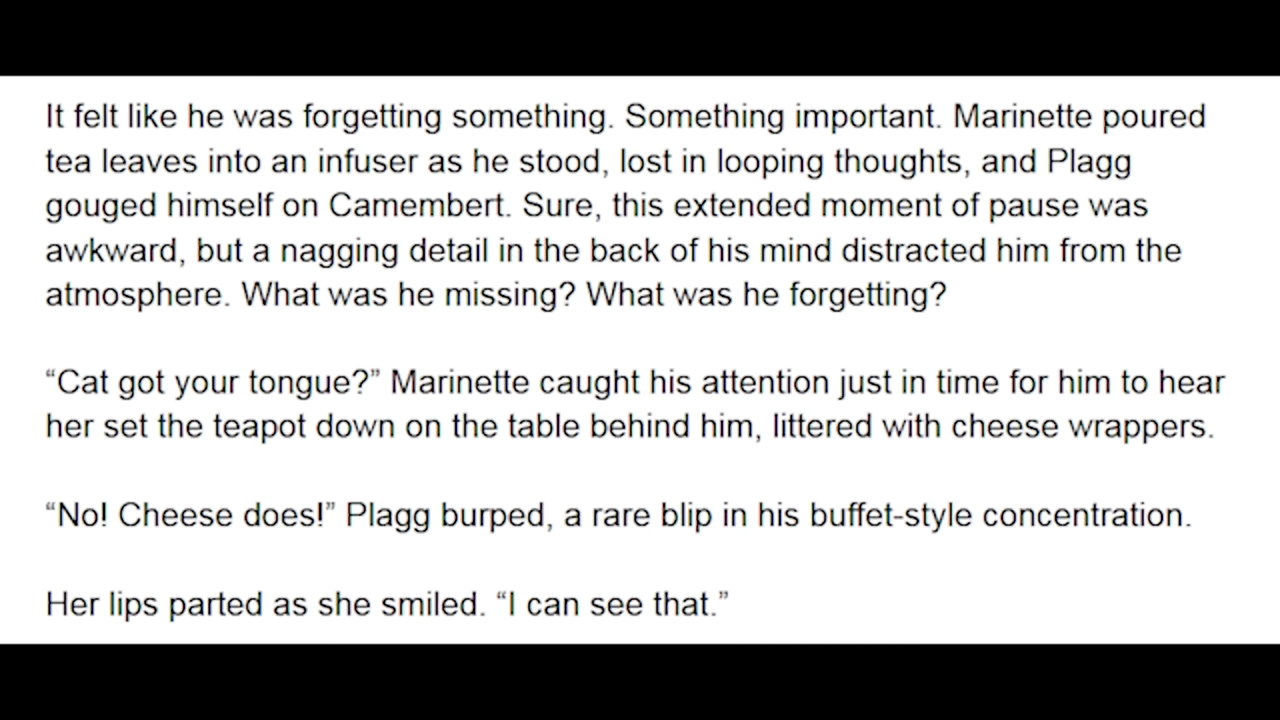 It felt like he was forgetting something. Something important. Marinette poured
tea leaves into an infuser as he stood, lost in looping thoughts, and Plagg
gouged himself on Camembert. Sure, this extended moment of pause was
awkward, but a nagging detail in the back of his mind distracted him from the
atmosphere. What was he missing? What was he forgetting?
“Cat got your tongue?” Marinette caught his attention just in time for him to hear
her set the teapot down on the table behind him, littered with cheese wrappers.
“No! Cheese does!” Plagg burped, a rare blip in his buffet-style concentration.
Her lips parted as she smiled. “I can see that.”